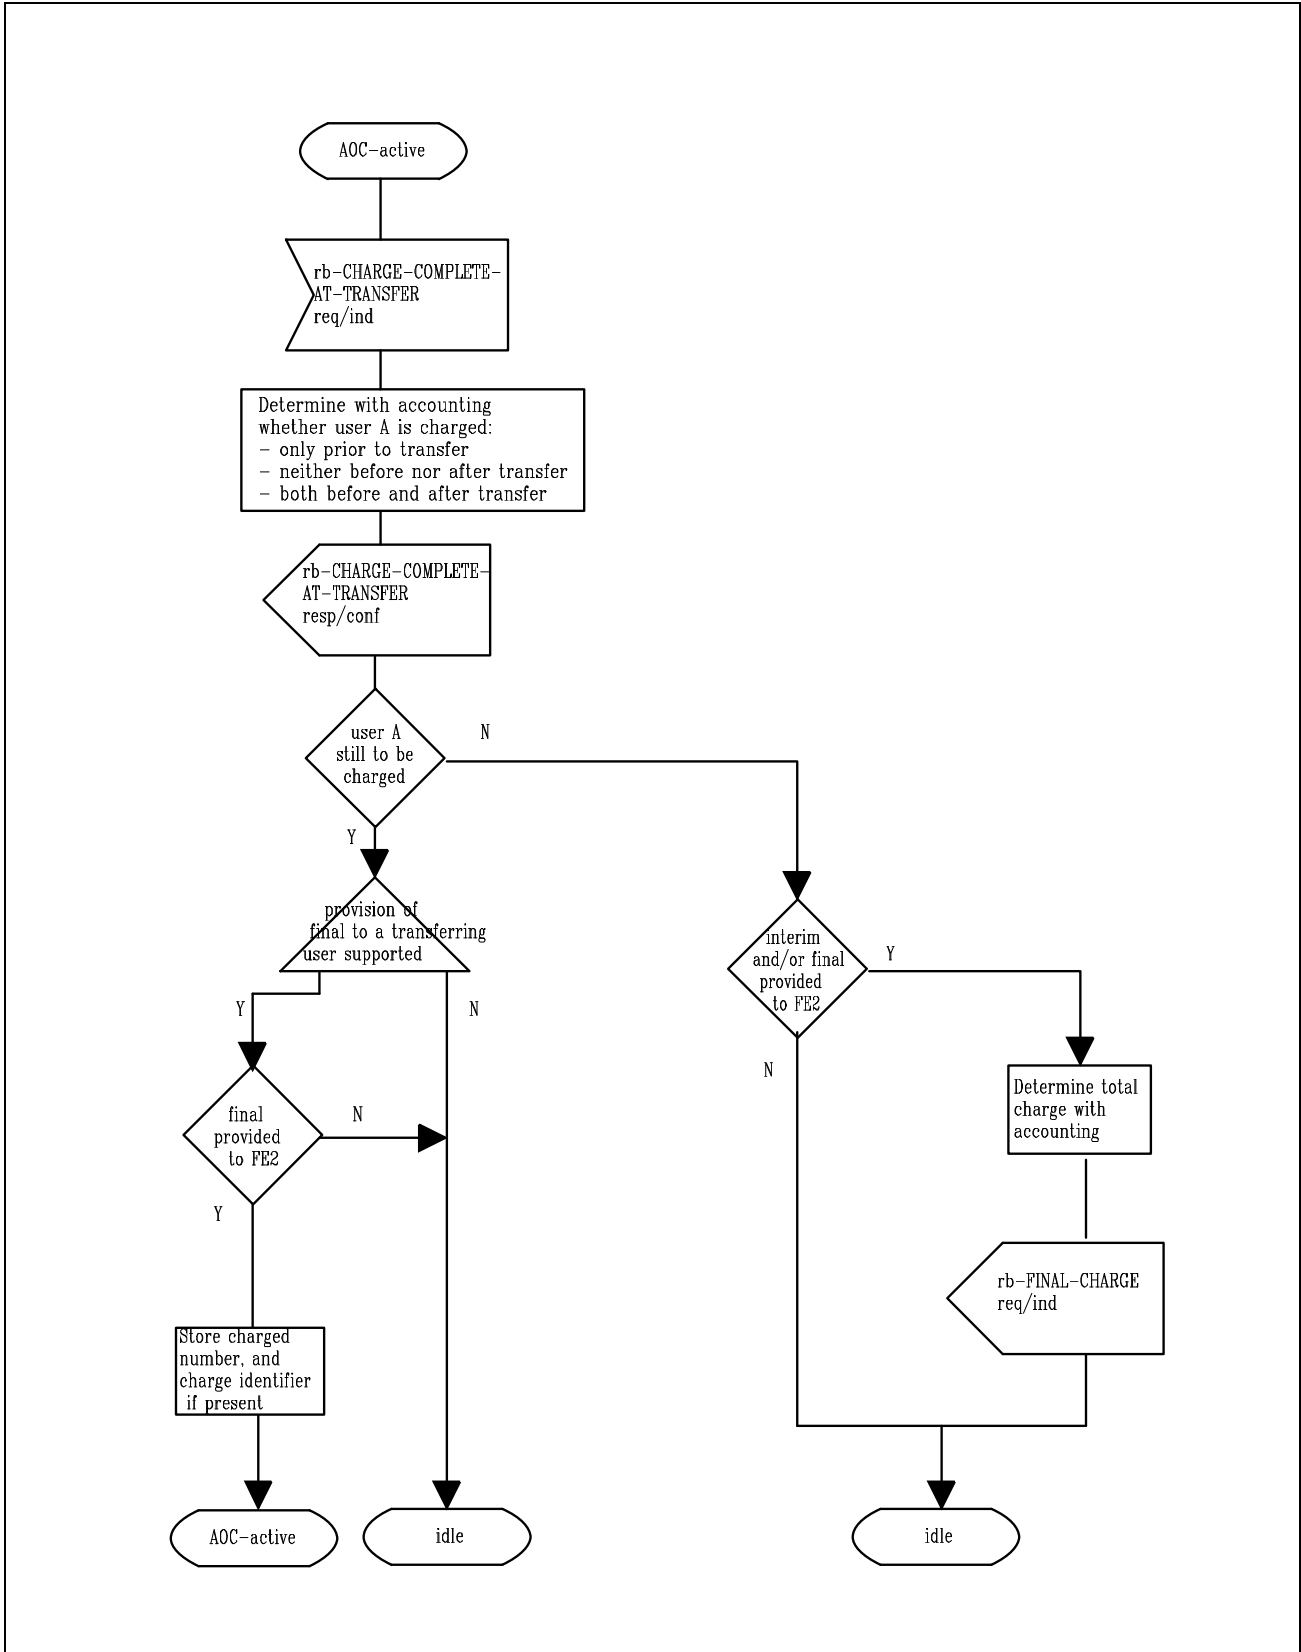 AOC-active
rb-CHARGE-COMPLETE-
AT-TRANSFER
req/ind
Determine with accounting
whether user A is charged:
- only prior to transfer
- neither before nor after transfer
- both before and after transfer
rb-CHARGE-COMPLETE-
AT-TRANSFER
resp/conf
user A
still to be
charged
N
Y
provision of
final to a transferring
user supported
Y
N
interim
and/or final
provided
to FE2
Y
N
final
provided
to FE2
N
Y
Determine total
charge with
accounting
rb-FINAL-CHARGE
req/ind
Store charged
number, and
charge identifier
if present
AOC-active
idle
idle